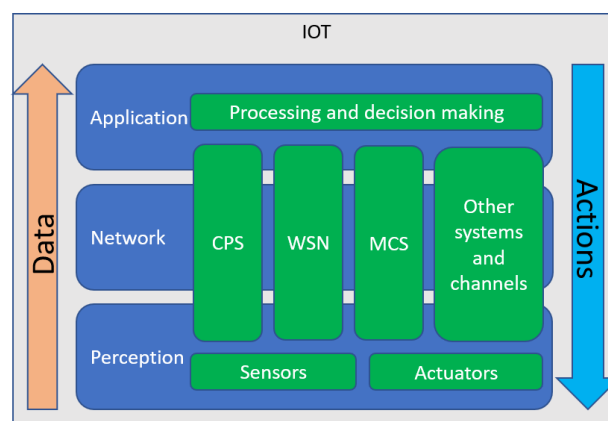 IOT
Application
Processing and decision making
Network
CPS
WSN
MCS
Other
systems
and
channels
Perception
Sensors
Actuators
Data
Actions